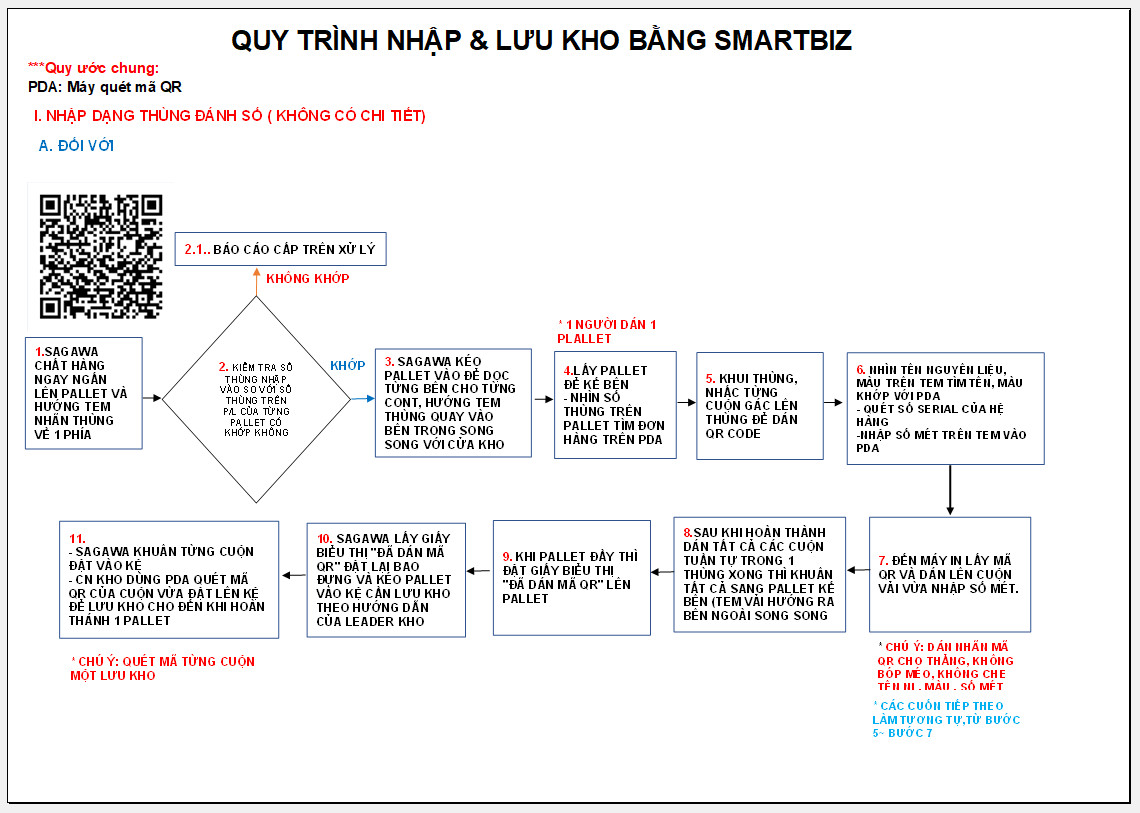 QUY TRÌNH NHẬP & LƯU KHO BẰNG SMARTBIZ
***Quy ước chung:
PDA: Máy quét mã QR
I. NHẬP DẠNG THÙNG ĐÁNH SỐ ( KHÔNG CÓ CHI TIẾT)
A. ĐỐI VỚI
2.1.. BÁO CÁO CẤP TRÊN XỬ LÝ
KHÔNG KHỚP
1.SAGAWA
CHẤT HÀNG
NGAY NGẮN
LÊN PALLET VÀ
HƯỚNG TEM
NHÃN THÙNG
VỀ 1 PHÍA
2. KIỂM TRA SỐ
THÙNG NHẬP
VÀO SO VỚI SỐ
THÙNG TRÊN
P/L CỦA TỪNG
PALLET CÓ
KHỚP KHÔNG
KHỚP
3. SAGAWA KÉO
PALLET VÀO ĐỂ DỌC
TỪNG BÊN CHO TỪNG
CONT, HƯỚNG TEM
THÙNG QUAY VÀO
BÊN TRONG SONG
SONG VỚI CỬA KHO
* 1 NGƯỜI DÁN 1
PLALLET
4.LẤY PALLET
ĐỂ KẾ BÊN
- NHÌN SỐ
THÙNG TRÊN
PALLET TÌM ĐƠN
HÀNG TRÊN PDA
5. KHUI THÙNG,
NHẤC TỪNG
CUỘN GÁC LÊN
THÙNG ĐỂ DÁN
QR CODE
6. NHÌN TÊN NGUYÊN LIỆU,
MÀU TRÊN TEM TÌM TÊN, MÀU
KHỚP VỚI PDA
- QUÉT SỐ SERIAL CỦA HỆ
HÀNG
-NHẬP SỐ MÉT TRÊN TEM VÀO
PDA
11.
- SAGAWA KHUÂN TỪNG CUỘN
ĐẶT VÀO KỆ
- CN KHO DÙNG PDA QUÉT MÃ
QR CỦA CUỘN VỪA ĐẶT LÊN KỆ
ĐỂ LƯU KHO CHO ĐẾN KHI HOÀN
THÀNH 1 PALLET
10. SAGAWA LẤY GIẤY
BIỂU THỊ "ĐÃ DÁN MÃ
QR" ĐẶT LẠI BAO
ĐỰNG VÀ KÉO PALLET
VÀO KỆ CẦN LƯU KHO
THEO HƯỚNG DẪN
CỦA LEADER KHO
9. KHI PALLET ĐẦY THÌ
ĐẶT GIẤY BIỂU THỊ
"ĐÃ DÁN MÃ QR" LÊN
PALLET
8.SAU KHI HOÀN THÀNH
DÁN TẤT CẢ CÁC CUỘN
TUẦN TỰ TRONG 1
THÙNG XONG THÌ KHUÂN
TẤT CẢ SANG PALLET KẾ
BÊN (TEM VẢI HƯỚNG RA
BÊN NGOÀI SONG SONG
7. ĐẾN MÁY IN LẤY MÃ
QR VÀ DÁN LÊN CUỘN
VẢI VỪA NHẬP SỐ MÉT.
* CHÚ Ý: QUÉT MÃ TỪNG CUỘN
MỘT LƯU KHO
* CHÚ Ý: DÁN NHÃN MÃ
QR CHO THẲNG, KHÔNG
BÓP MÉO, KHÔNG CHE
TÊN NL, MÀU, SỐ MÉT
* CÁC CUỐN TIẾP THEO
LÀM TƯƠNG TỰ,TỪ BƯỚC
5~ BƯỚC 7